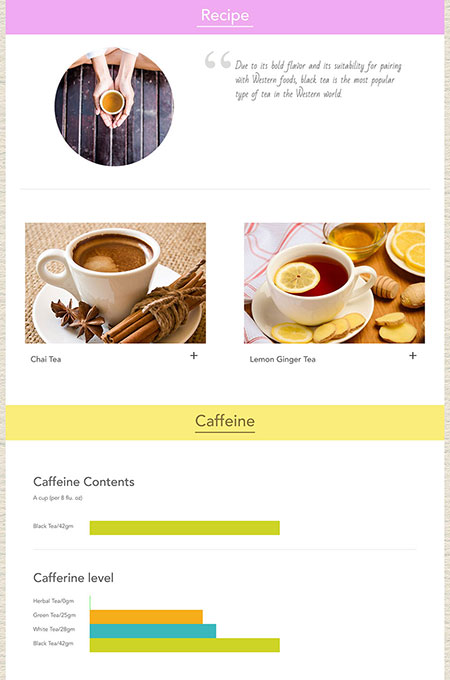 Recipe
“ Due to its bold flavor and its suitability for pairing
with Western foods, black tea is the most popular
type of tea in the Western world.
Chai Tea +
Lemon Ginger Tea +
Caffeine
Caffeine Contents
A cup (per 8 flu. oz)
Black Tea/42gm
Cafferine level
Herbal Tea/0gm
Green Tea/25gm
White Tea/28gm
Black Tea/42gm